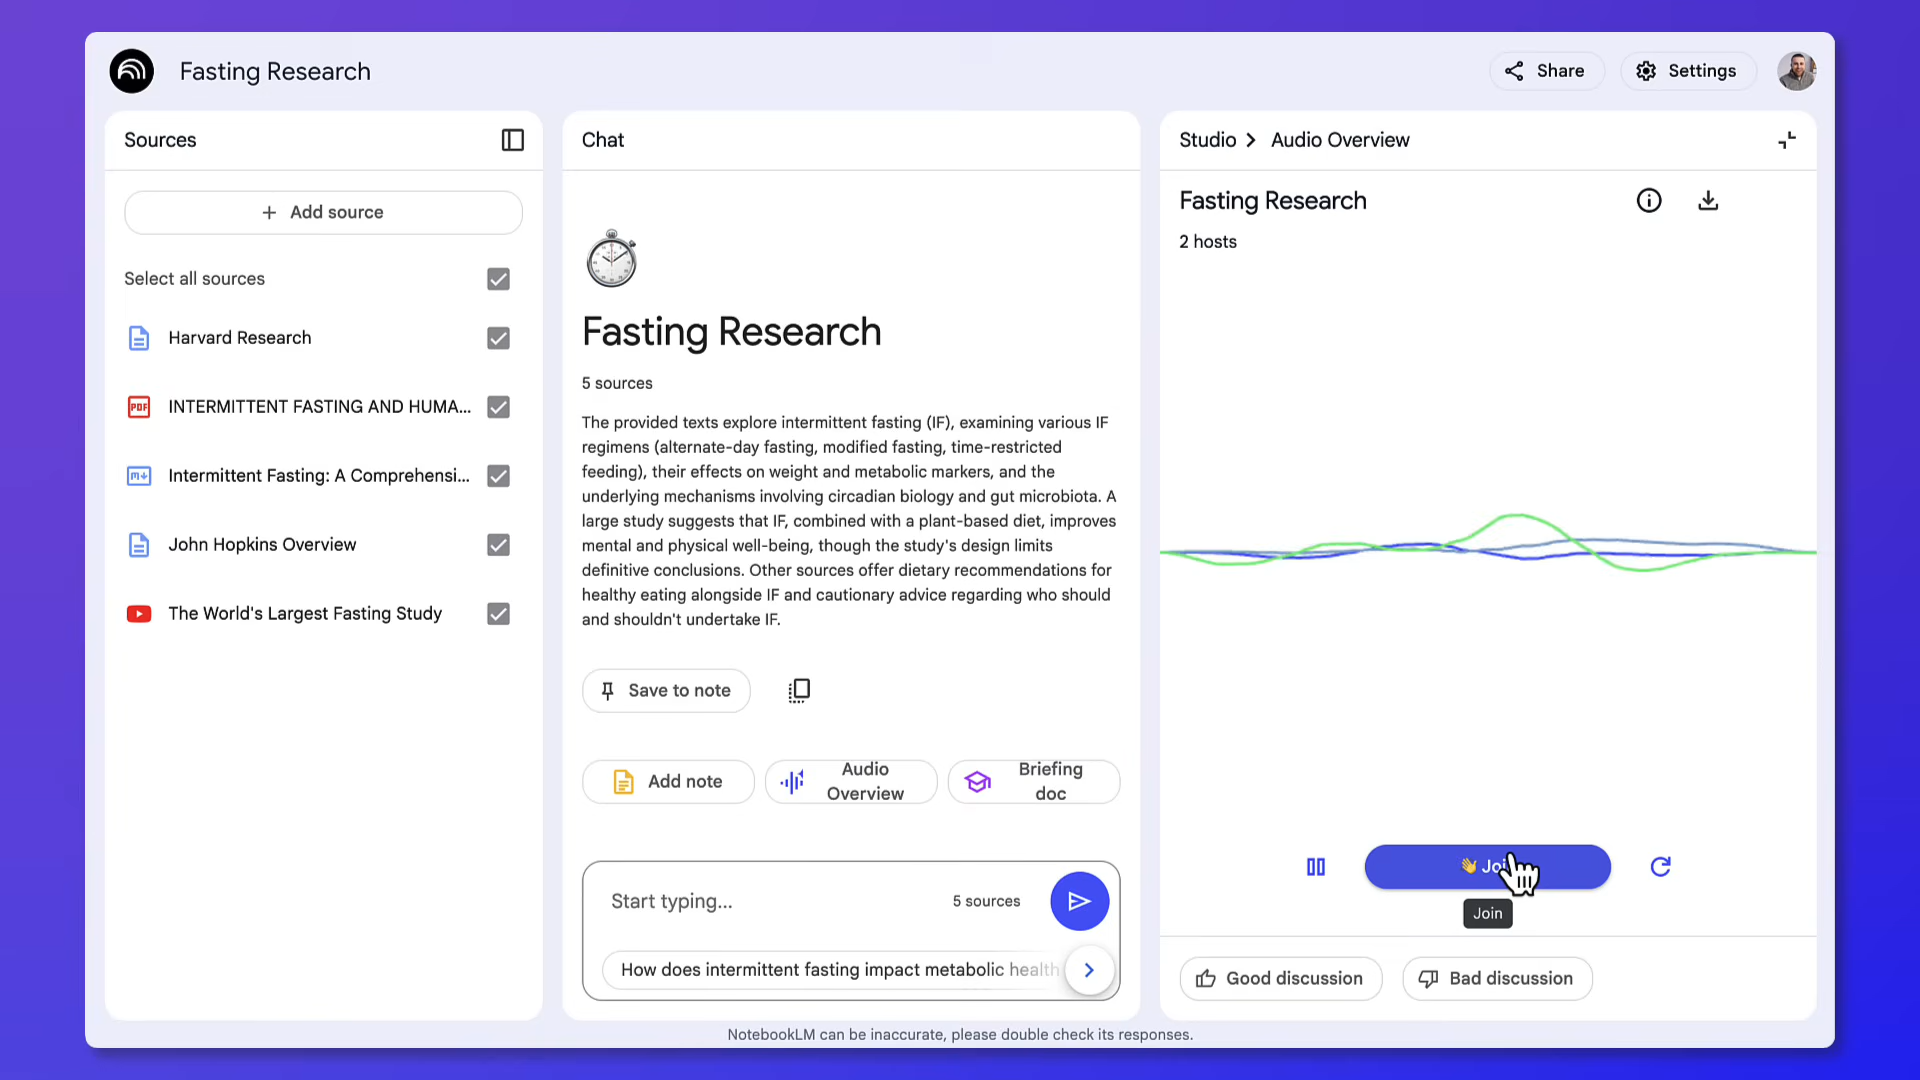 Fasting Research
Share
Settings
Sources
Add source
Select all sources
Harvard Research
PDF
INTERMITTENT FASTING AND HUMA...
Intermittent Fasting: A Comprehensi...
John Hopkins Overview
The World's Largest Fasting Study
Chat
Fasting Research
5 sources
The provided texts explore intermittent fasting (IF), examining various IF
regimens (alternate-day fasting, modified fasting, time-restricted
feeding), their effects on weight and metabolic markers, and the
underlying mechanisms involving circadian biology and gut microbiota. A
large study suggests that IF, combined with a plant-based diet, improves
mental and physical well-being, though the study's design limits
definitive conclusions. Other sources offer dietary recommendations for
healthy eating alongside IF and cautionary advice regarding who should
and shouldn't undertake IF.
Save to note
Add note
Audio
Overview
Briefing
doc
Start typing...
5 sources
How does intermittent fasting impact metabolic health
Studio > Audio Overview
Fasting Research
2 hosts
👋 Joi
Join
Good discussion
Bad discussion
NotebookLM can be inaccurate, please double check its responses.